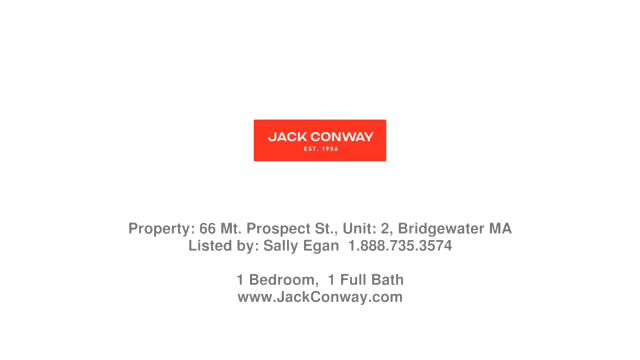 JACK CONWAY
EST. 1956
Property: 66 Mt. Prospect St., Unit: 2, Bridgewater MA
Listed by: Sally Egan  1.888.735.3574
1 Bedroom,  1 Full Bath
www.JackConway.com